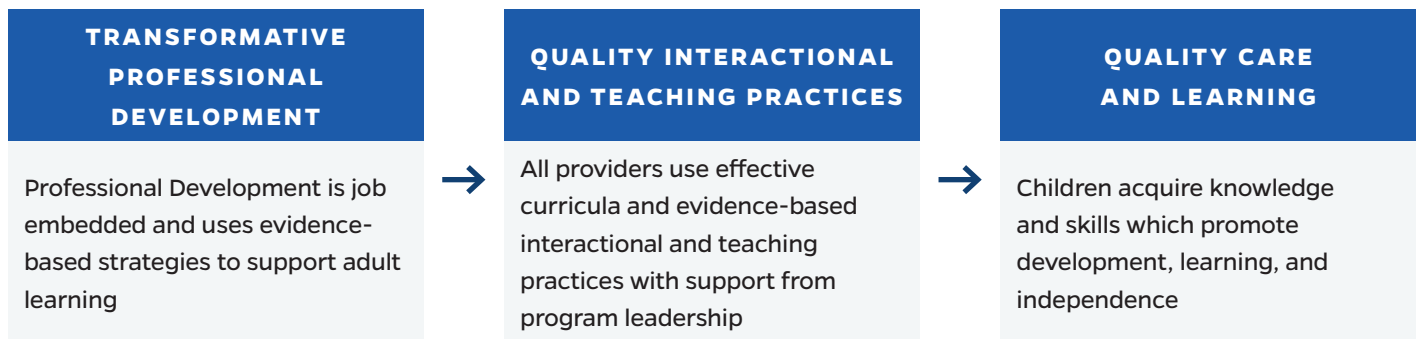 TRANSFORMATIVE
PROFESSIONAL
DEVELOPMENT
Professional Development is job
embedded and uses evidence-
based strategies to support adult
learning
QUALITY INTERACTIONAL
AND TEACHING PRACTICES
All providers use effective
curricula and evidence-based
interactional and teaching
practices with support from
program leadership
QUALITY CARE
AND LEARNING
Children acquire knowledge
and skills which promote
development, learning, and
independence